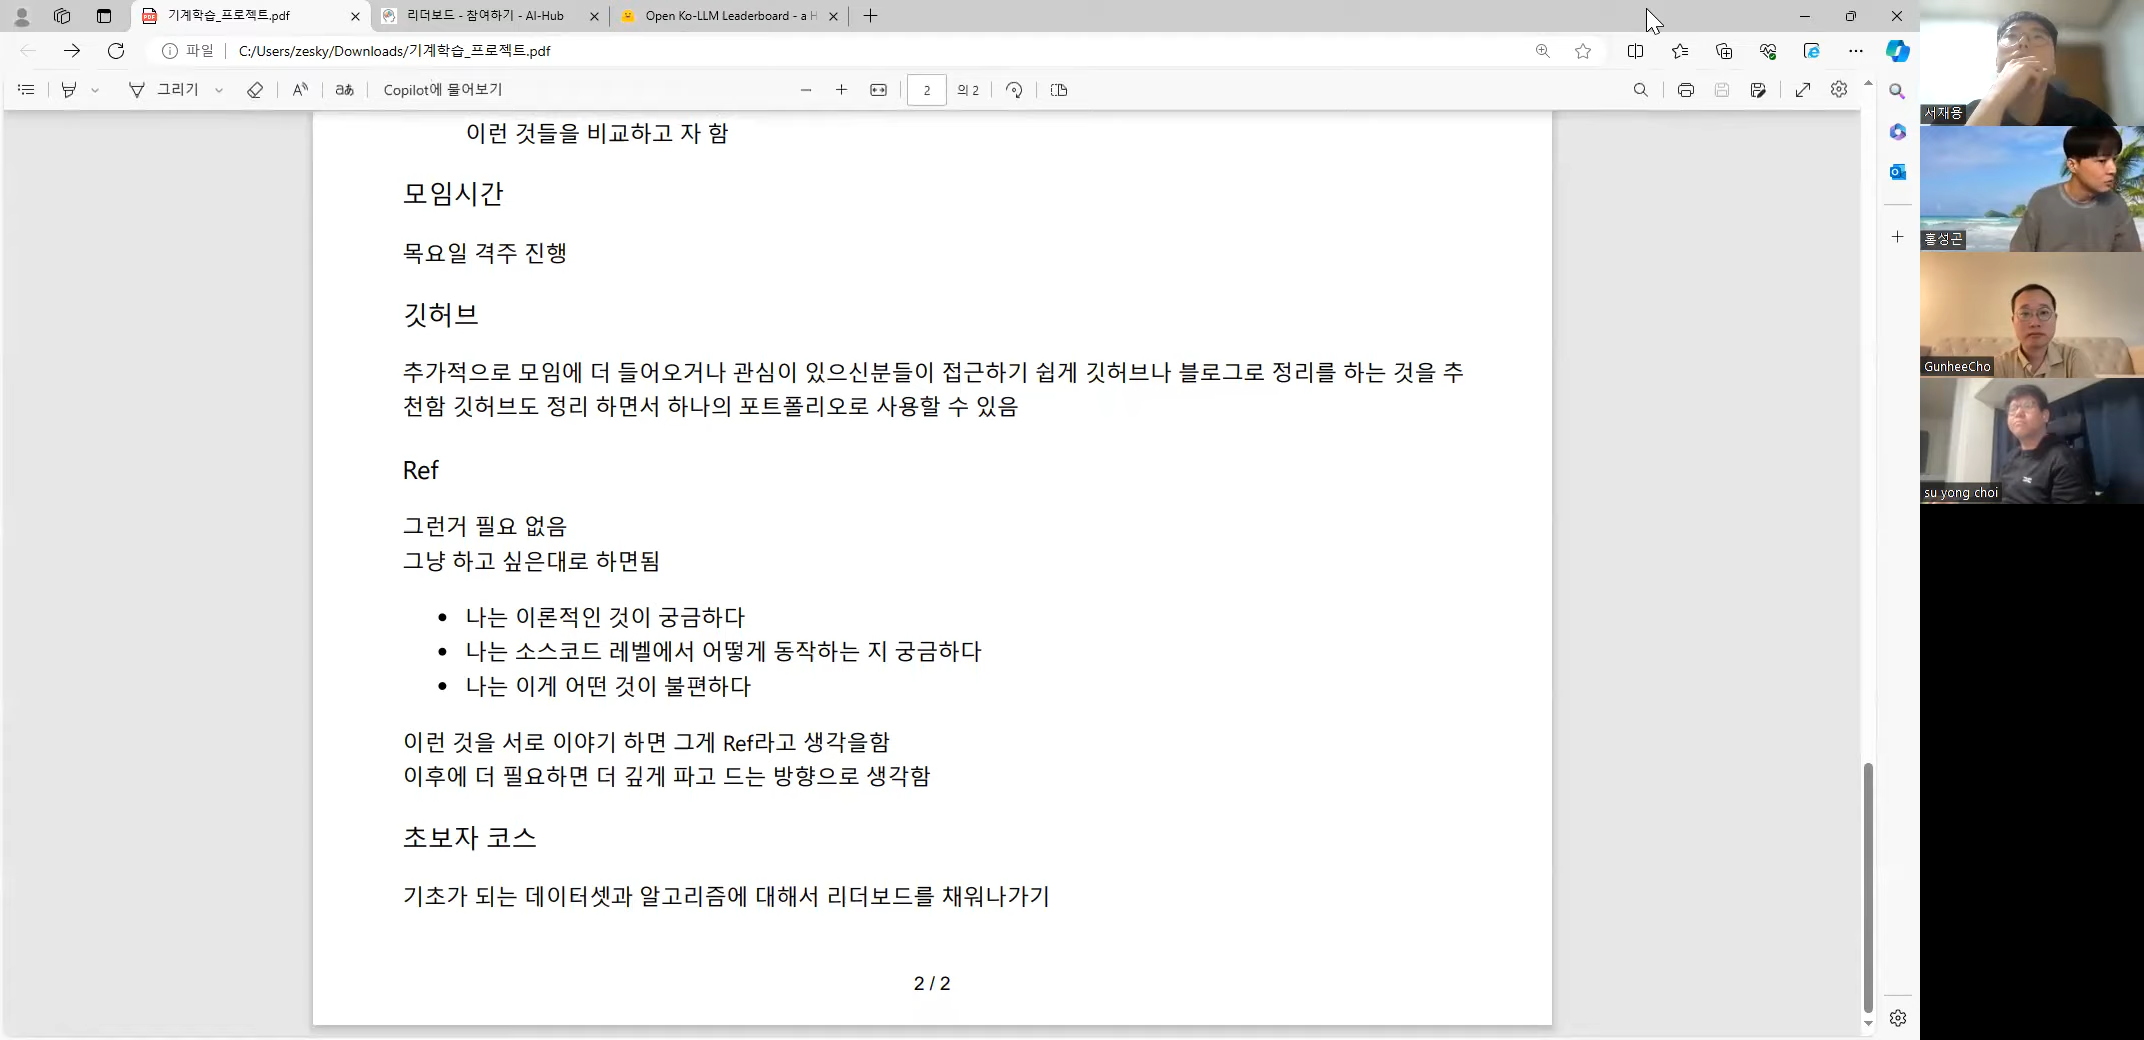 기계학습_프로젝트.pdf
리더보드 - 참여하기 - AI-Hub
Open Ko-LLM Leaderboard - a H
파일
C:/Users/zesky/Downloads/기계학습_프로젝트.pdf
그리기
aあ
Copilot에 물어보기
2
의 2
이런 것들을 비교하고 자 함
모임시간
목요일 격주 진행
깃허브
추가적으로 모임에 더 들어오거나 관심이 있으신분들이 접근하기 쉽게 깃허브나 블로그로 정리를 하는 것을 추
천함 깃허브도 정리 하면서 하나의 포트폴리오로 사용할 수 있음
Ref
그런거 필요 없음
그냥 하고 싶은대로 하면됨
• 나는 이론적인 것이 궁금하다
• 나는 소스코드 레벨에서 어떻게 동작하는 지 궁금하다
• 나는 이게 어떤 것이 불편하다
이런 것을 서로 이야기 하면 그게 Ref라고 생각을함
이후에 더 필요하면 더 깊게 파고 드는 방향으로 생각함
초보자 코스
기초가 되는 데이터셋과 알고리즘에 대해서 리더보드를 채워나가기
2 / 2
서재용
홍성곤
GunheeCho
su yong choi